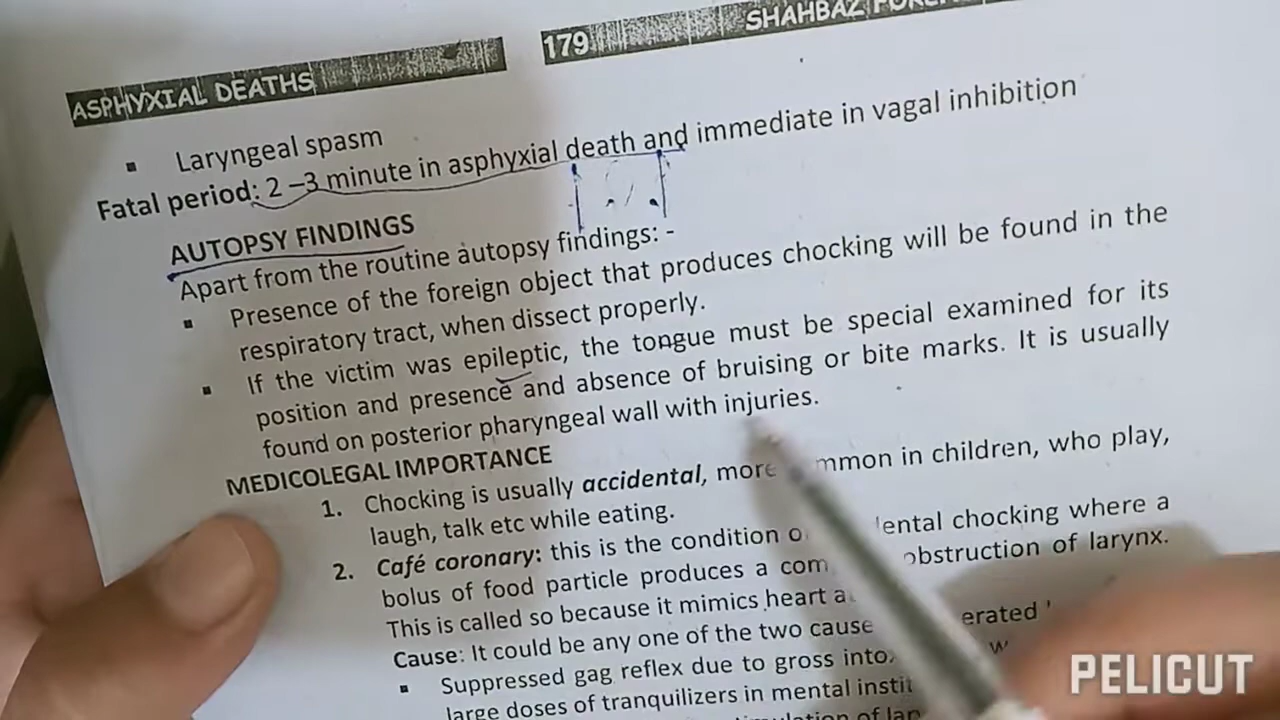 ASPHYXIAL DEATHS
179
SHAHBAZ
▪ Laryngeal spasm
Fatal period: 2 –3 minute in asphyxial death and immediate in vagal inhibition
AUTOPSY FINDINGS
Apart from the routine autopsy findings: -
▪ Presence of the foreign object that produces chocking will be found in the
respiratory tract, when dissect properly.
▪ If the victim was epileptic, the tongue must be special examined for its
position and presence and absence of bruising or bite marks. It is usually
found on posterior pharyngeal wall with injuries.
MEDICOLEGAL IMPORTANCE
1. Chocking is usually accidental, more in children, who play,
laugh, talk etc while eating.
2. Café coronary: this is the condition chocking where a
bolus of food particle produces a obstruction of larynx.
This is called so because it mimics heart
Cause: It could be any one of the two
▪ Suppressed gag reflex due to gross
large doses of tranquilizers in mental
PELICUT